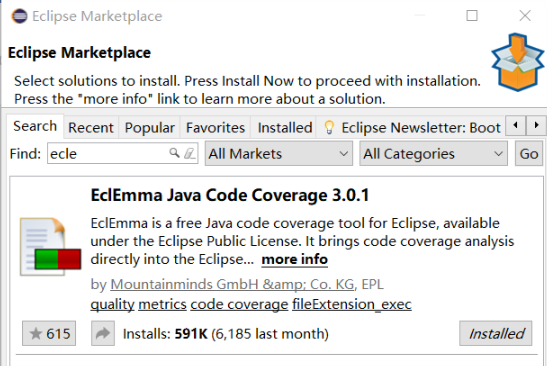 Eclipse Marketplace
Eclipse Marketplace
Select solutions to install. Press Install Now to proceed with installation.
Press the "more info" link to learn more about a solution.
Search Recent Popular Favorites Installed Eclipse Newsletter: Boot
Find: ecle All Markets All Categories Go
EclEmma Java Code Coverage 3.0.1
EclEmma is a free Java code coverage tool for Eclipse, available
under the Eclipse Public License. It brings code coverage analysis
directly into the Eclipse... more info
by Mountainminds GmbH &amp; Co. KG, EPL
quality metrics code coverage fileExtension_exec
615 Installs: 591K (6,185 last month) Installed